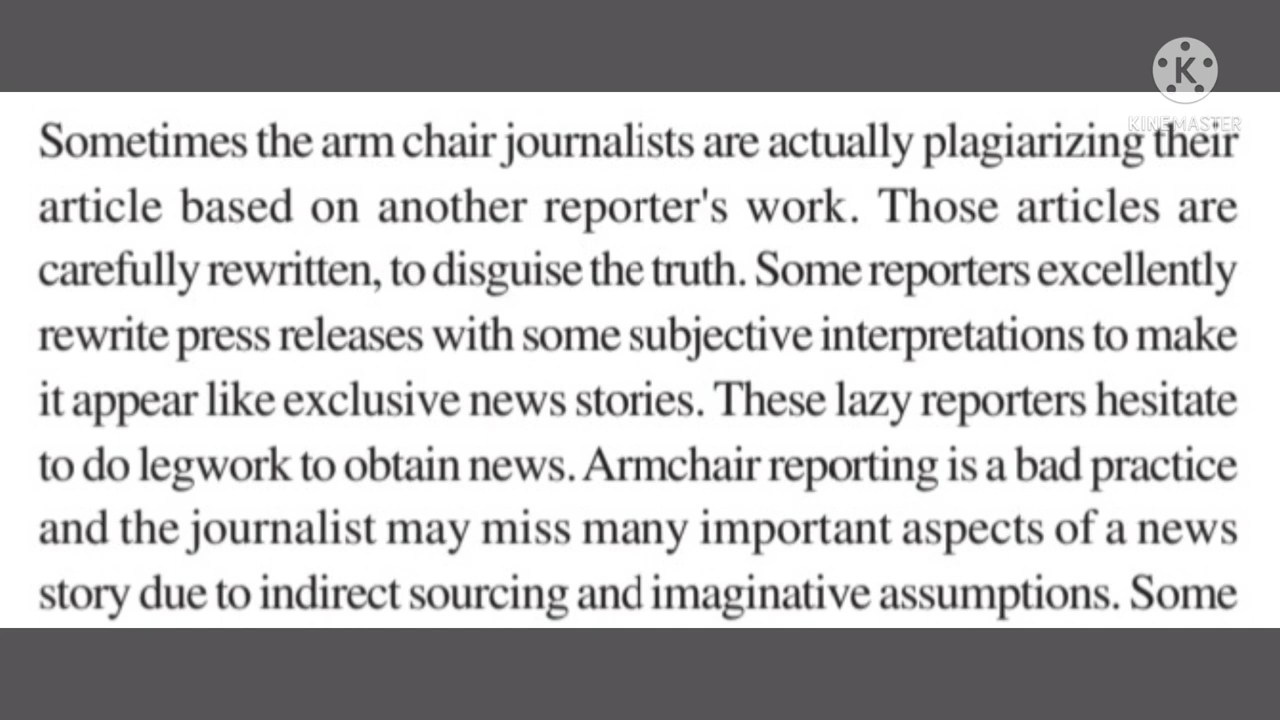 KINEMASTER
Sometimes the arm chair journalists are actually plagiarizing their
article based on another reporter's work. Those articles are
carefully rewritten, to disguise the truth. Some reporters excellently
rewrite press releases with some subjective interpretations to make
it appear like exclusive news stories. These lazy reporters hesitate
to do legwork to obtain news. Armchair reporting is a bad practice
and the journalist may miss many important aspects of a news
story due to indirect sourcing and imaginative assumptions. Some